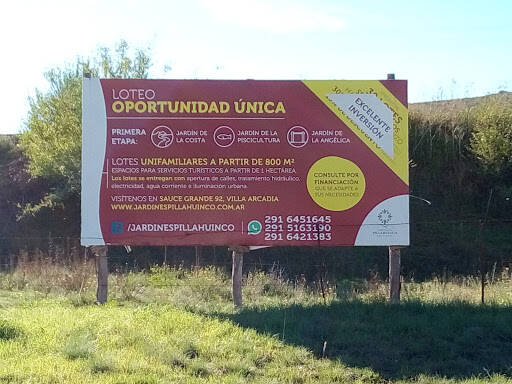 LOTEO
OPORTUNIDAD ÚNICA
EXCELENTE
INVERSIÓN
PRIMERA
ETAPA:
JARDÍN DE
LA COSTA
JARDÍN DE LA
PISCICULTURA
JARDÍN DE
LA ANGÉLICA
LOTES UNIFAMILIARES A PARTIR DE 800 M²
ESPACIOS PARA SERVICIOS TURÍSTICOS A PARTIR DE 1 HECTÁREA
Los lotes se entregan con apertura de calles, tratamiento hidráulico,
electricidad, agua corriente e iluminación urbana.
CONSULTE POR
FINANCIACIÓN
QUE SE ADAPTE A
SUS NECESIDADES
VISÍTENOS EN SAUCE GRANDE 92, VILLA ARCADIA
WWW.JARDINESPILLAHUINCO.COM.AR
/JARDINESPILLAHUINCO
291 6451645
291 5163190
291 6421383
PILLAHUINCO